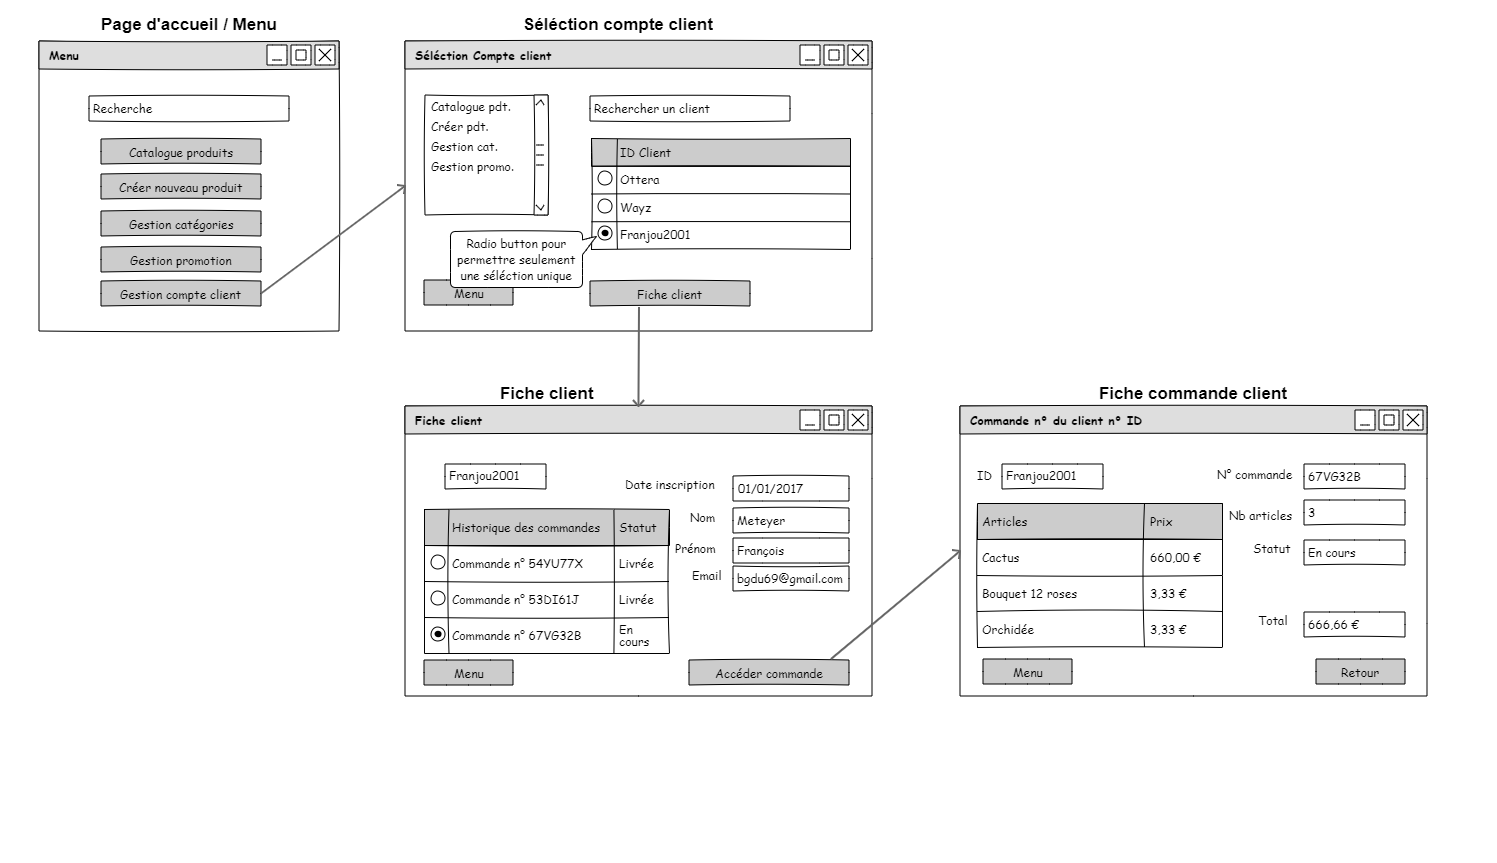 Page d'accueil / Menu
Menu
Recherche
Catalogue produits
Créer nouveau produit
Gestion catégories
Gestion promotion
Gestion compte client
Séléction compte client
Séléction Compte client
Catalogue pdt.
Créer pdt.
Gestion cat.
Gestion promo.
Rechercher un client
ID Client
Ottera
Wayz
Franjou2001
Radio button pour
permettre seulement
une séléction unique
Menu
Fiche client
Fiche client
Fiche client
Franjou2001
Historique des commandes Statut
Commande n° 54YU77X Livrée
Commande n° 53DI61J Livrée
Commande n° 67VG32B En
cours
Date inscription 01/01/2017
Nom Meteyer
Prénom François
Email bgdu69@gmail.com
Menu
Accéder commande
Fiche commande client
Commande n° du client n° ID
ID Franjou2001
Articles Prix
Cactus 660,00 €
Bouquet 12 roses 3,33 €
Orchidée 3,33 €
N° commande 67VG32B
Nb articles 3
Statut En cours
Total 666,66 €
Menu
Retour